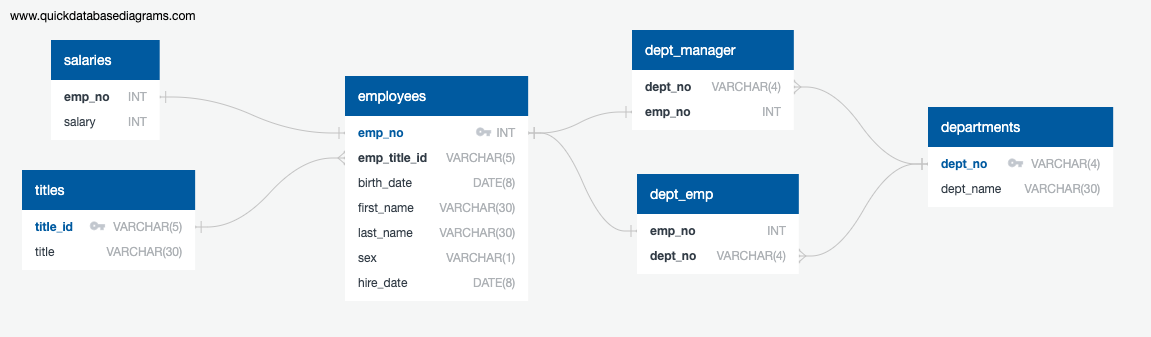 www.quickdatabasediagrams.com
salaries
emp_no INT
salary INT
titles
title_id VARCHAR(5)
title VARCHAR(30)
employees
emp_no INT
emp_title_id VARCHAR(5)
birth_date DATE(8)
first_name VARCHAR(30)
last_name VARCHAR(30)
sex VARCHAR(1)
hire_date DATE(8)
dept_manager
dept_no VARCHAR(4)
emp_no INT
dept_emp
emp_no INT
dept_no VARCHAR(4)
departments
dept_no VARCHAR(4)
dept_name VARCHAR(30)